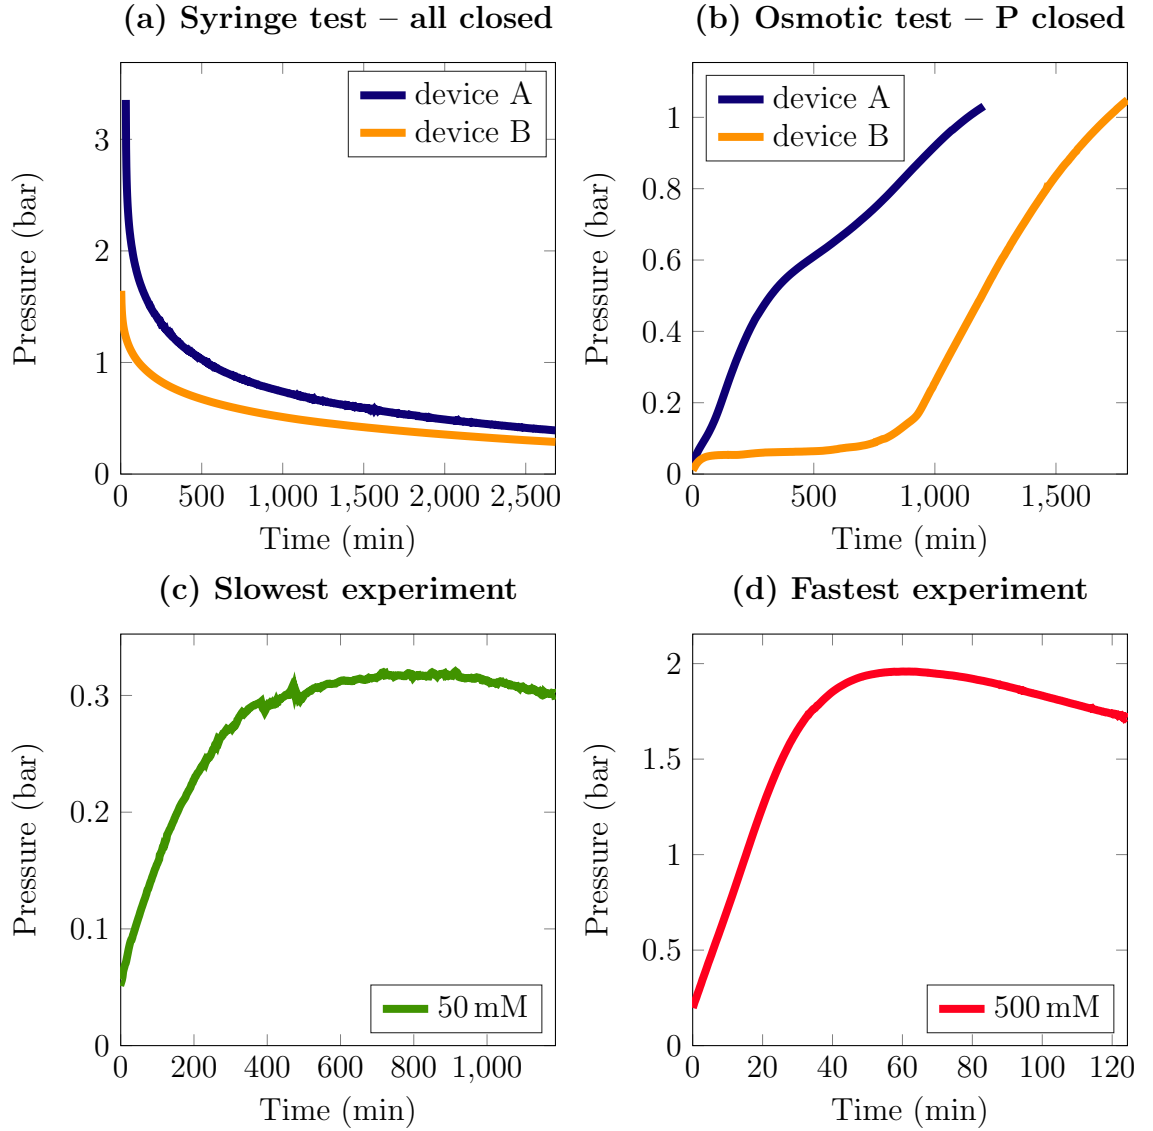 (a) Syringe test – all closed
device A
device B
3
2
1
0
Pressure (bar)
0 500 1,000 1,500 2,000 2,500
Time (min)
(b) Osmotic test – P closed
device A
device B
1
0.8
0.6
0.4
0.2
0
Pressure (bar)
0 500 1,000 1,500
Time (min)
(c) Slowest experiment
0.3
0.2
0.1
0
Pressure (bar)
50 mM
0 200 400 600 800 1,000
Time (min)
(d) Fastest experiment
2
1.5
1
0.5
0
Pressure (bar)
500 mM
0 20 40 60 80 100 120
Time (min)